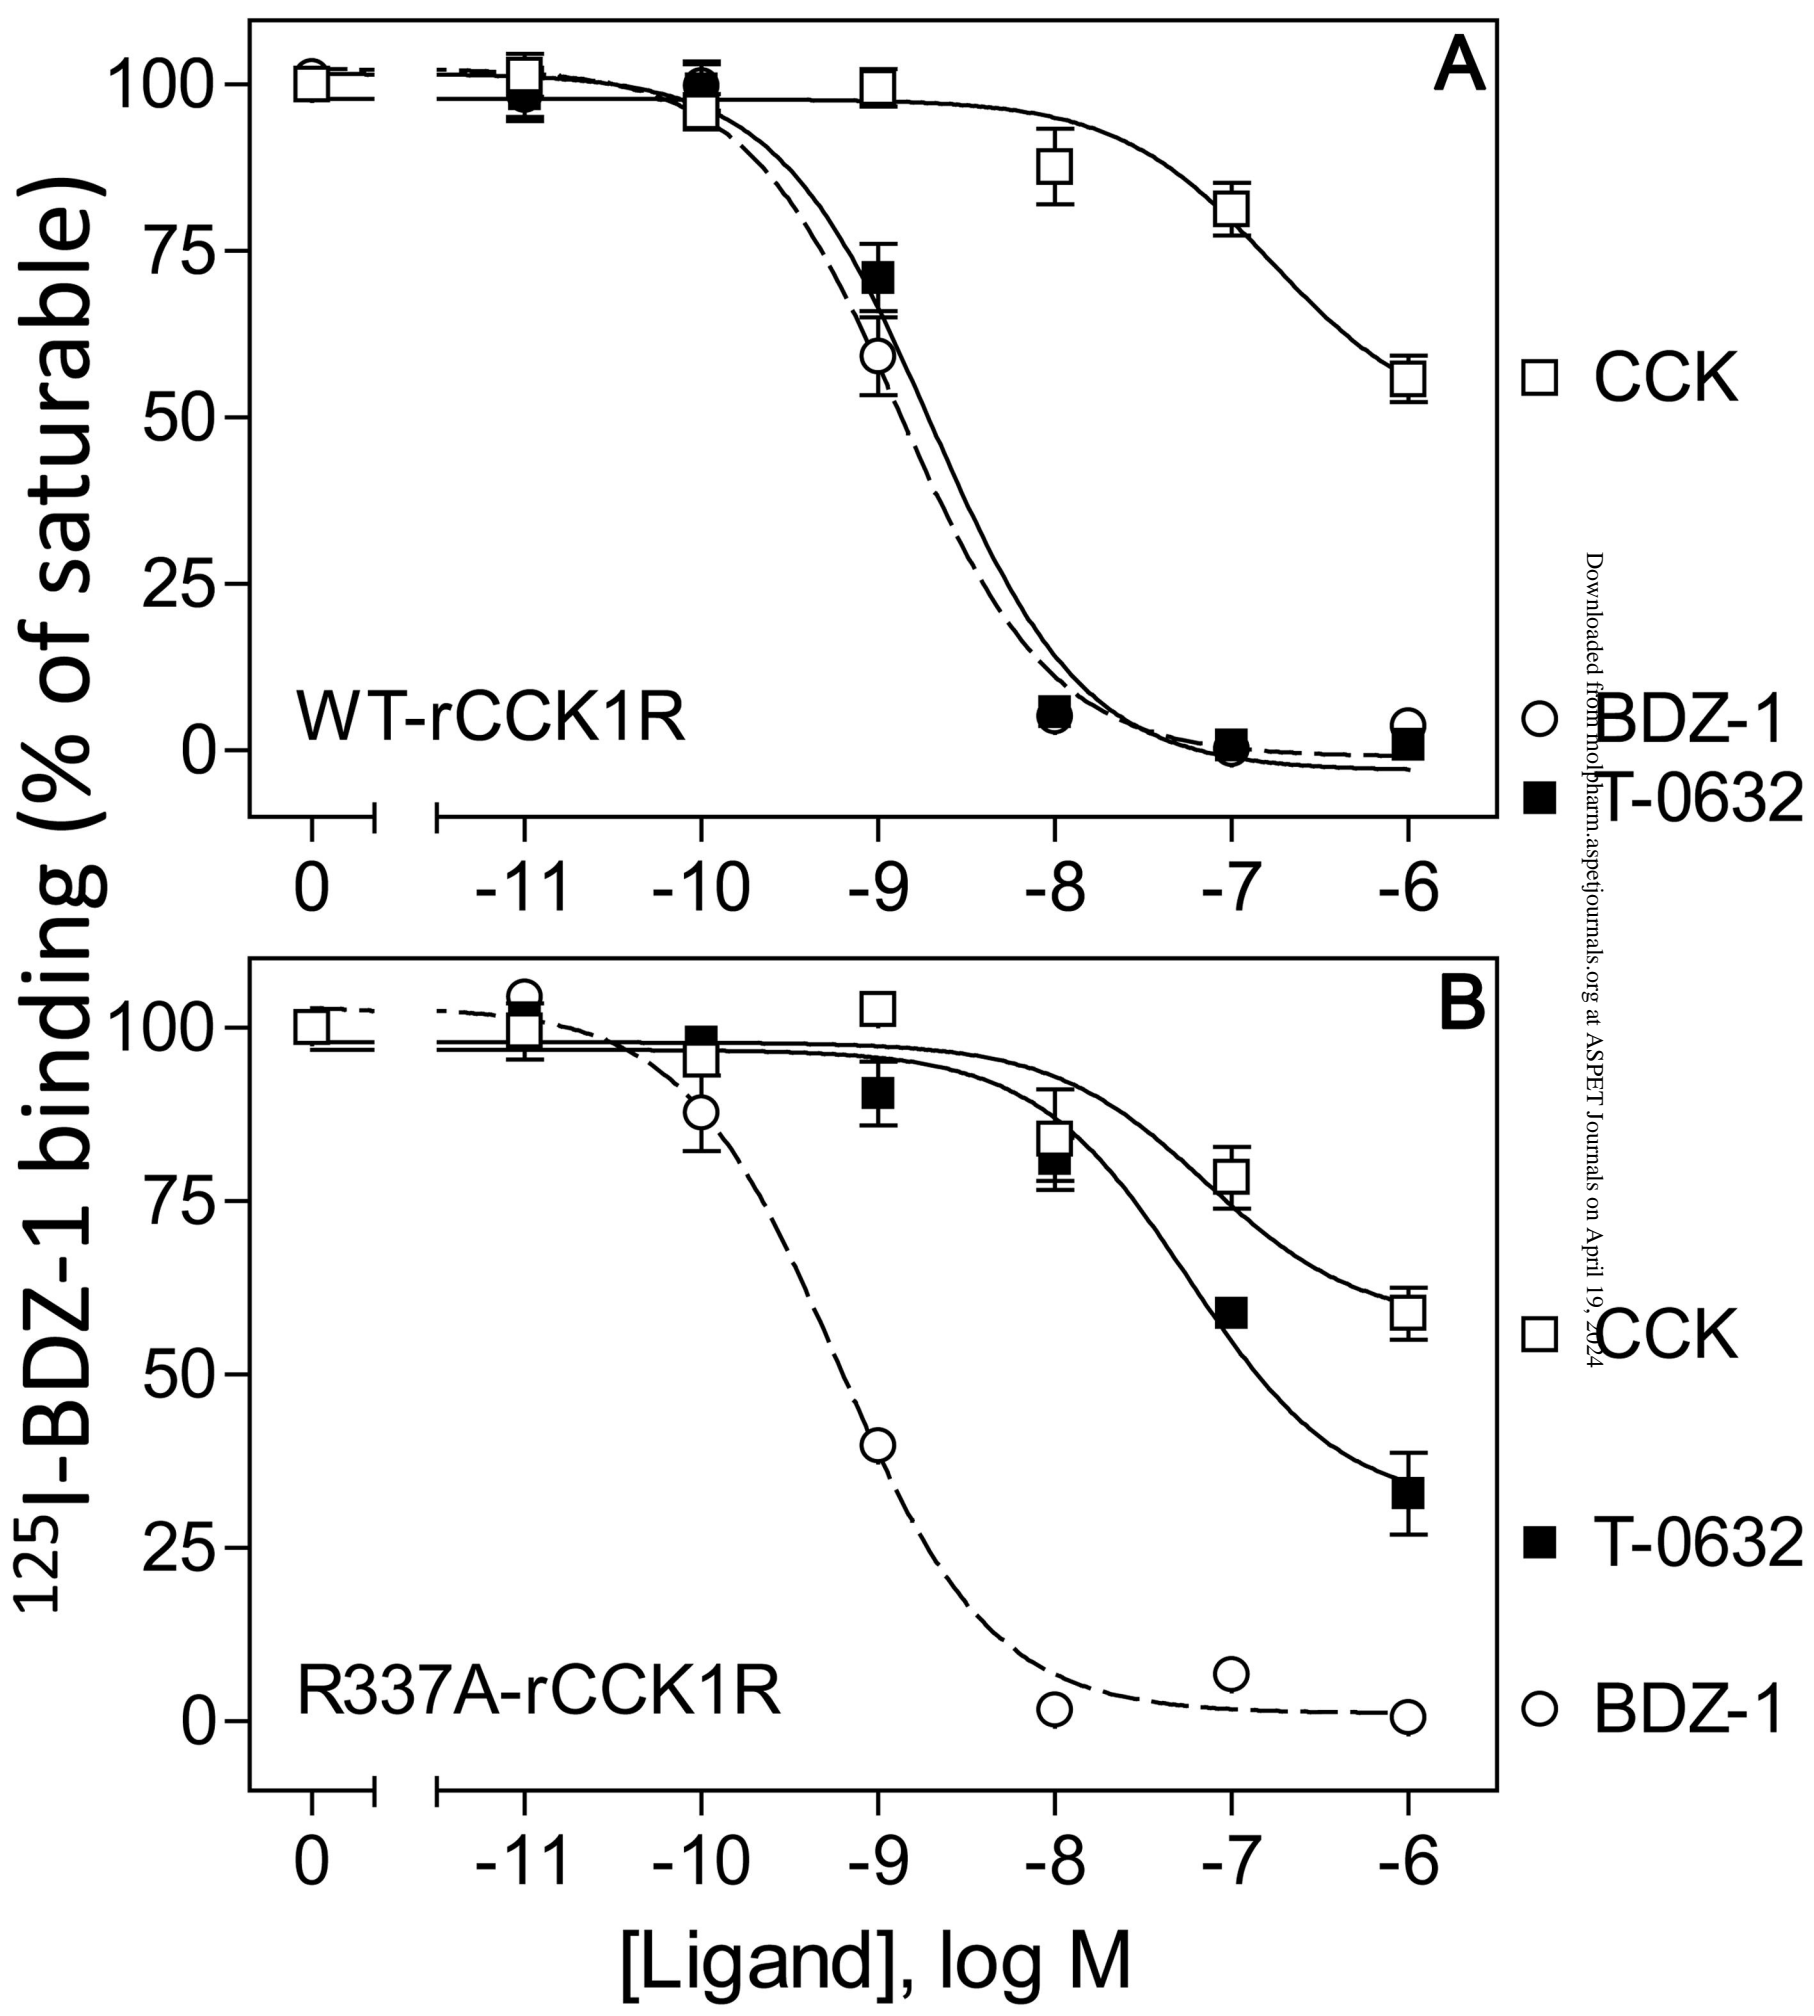 A
100
75
50
25
0
WT-rCCK1R
CCK
BDZ-1
T-0632
0 -11 -10 -9 -8 -7 -6
¹²⁵I-BDZ-1 binding (% of saturable)
B
100
75
50
25
0
R337A-rCCK1R
CCK
T-0632
BDZ-1
0 -11 -10 -9 -8 -7 -6
[Ligand], log M
Downloaded from molpharm.aspetjournals.org at ASPET Journals on April 19, 2024